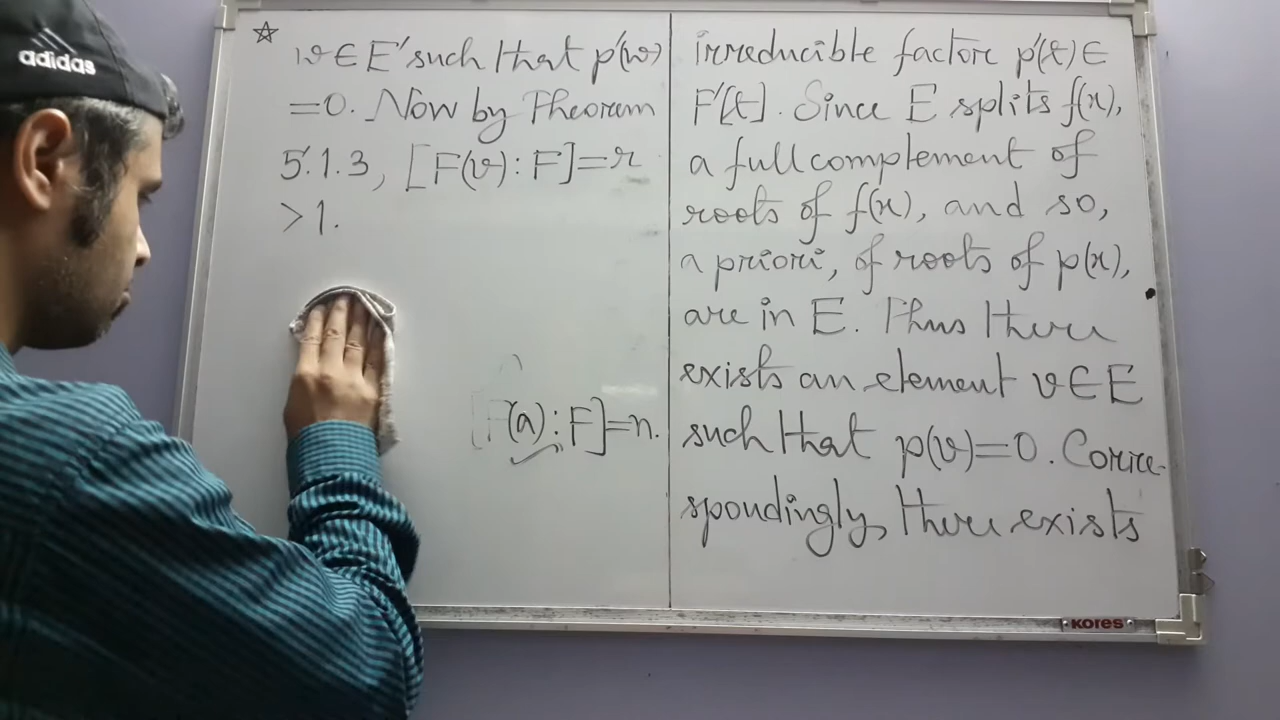 adidas
☆
w∈E' such that p'(w)
=0. Now by Theorem
5.1.3, [F(v):F]=r
>1.
F(a):F]=n.
irreducible factor p'(t)∈
F'[t]. Since E splits f(x),
a full complement of
roots of f(x), and so,
a priori, of roots of p(x),
are in E. Thus there
exists an element v∈E
such that p(v)=0. Corre-
spondingly, there exists
KORES